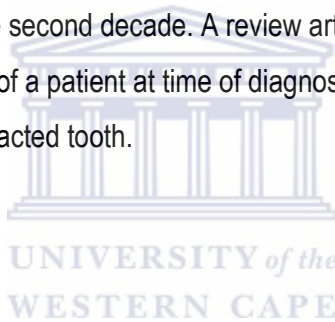 e second decade. A review art
of a patient at time of diagnos
acted tooth.
UNIVERSITY of the
WESTERN CAPE